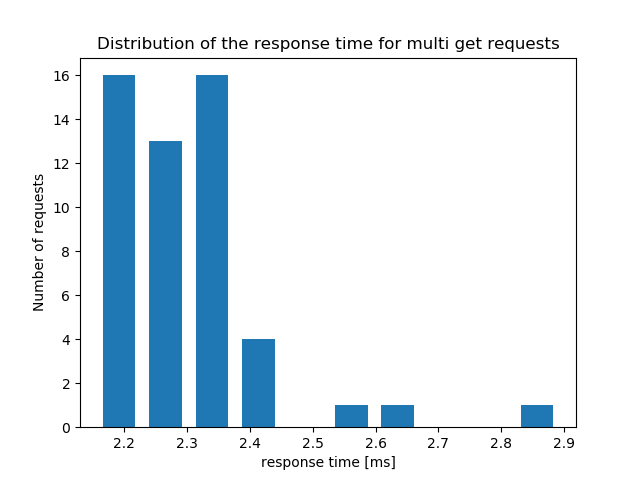 Distribution of the response time for multi get requests
16
14
12
10
8
6
4
2
0
Number of requests
2.2 2.3 2.4 2.5 2.6 2.7 2.8 2.9
response time [ms]